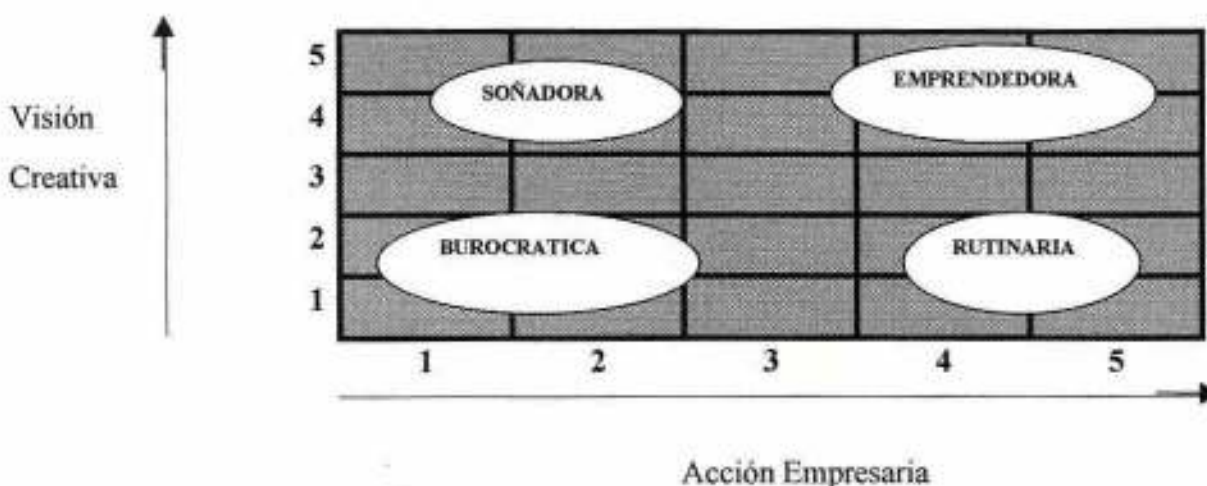 Visión
Creativa
5
4
3
2
1
SOÑADORA
EMPRENDEDORA
BUROCRATICA
RUTINARIA
1 2 3 4 5
Acción Empresaria